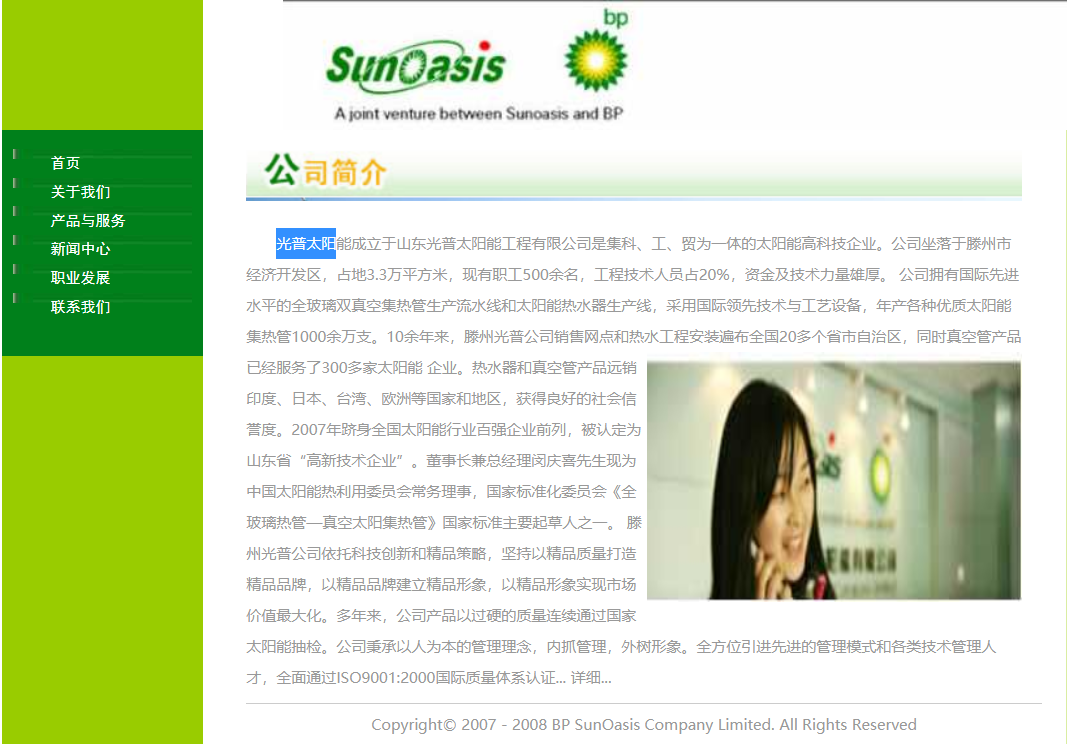 bp
SunOasis
A joint venture between Sunoasis and BP
首页
关于我们
产品与服务
新闻中心
职业发展
联系我们
公司简介
光普太阳能成立于山东光普太阳能工程有限公司是集科、工、贸为一体的太阳能高科技企业。公司坐落于滕州市
经济开发区，占地3.3万平方米，现有职工500余名，工程技术人员占20%，资金及技术力量雄厚。 公司拥有国际先进
水平的全玻璃双真空集热管生产流水线和太阳能热水器生产线，采用国际领先技术与工艺设备，年产各种优质太阳能
集热管1000余万支。10余年来，滕州光普公司销售网点和热水工程安装遍布全国20多个省市自治区，同时真空管产品
已经服务了300多家太阳能 企业。热水器和真空管产品远销
印度、日本、台湾、欧洲等国家和地区，获得良好的社会信
誉度。2007年跻身全国太阳能行业百强企业前列，被认定为
山东省“高新技术企业”。董事长兼总经理闵庆喜先生现为
中国太阳能热利用委员会常务理事，国家标准化委员会《全
玻璃热管—真空太阳集热管》国家标准主要起草人之一。 滕
州光普公司依托科技创新和精品策略，坚持以精品质量打造
精品品牌，以精品品牌建立精品形象，以精品形象实现市场
价值最大化。多年来，公司产品以过硬的质量连续通过国家
太阳能抽检。公司秉承以人为本的管理理念，内抓管理，外树形象。全方位引进先进的管理模式和各类技术管理人
才，全面通过ISO9001:2000国际质量体系认证... 详细...
Copyright© 2007 - 2008 BP SunOasis Company Limited. All Rights Reserved